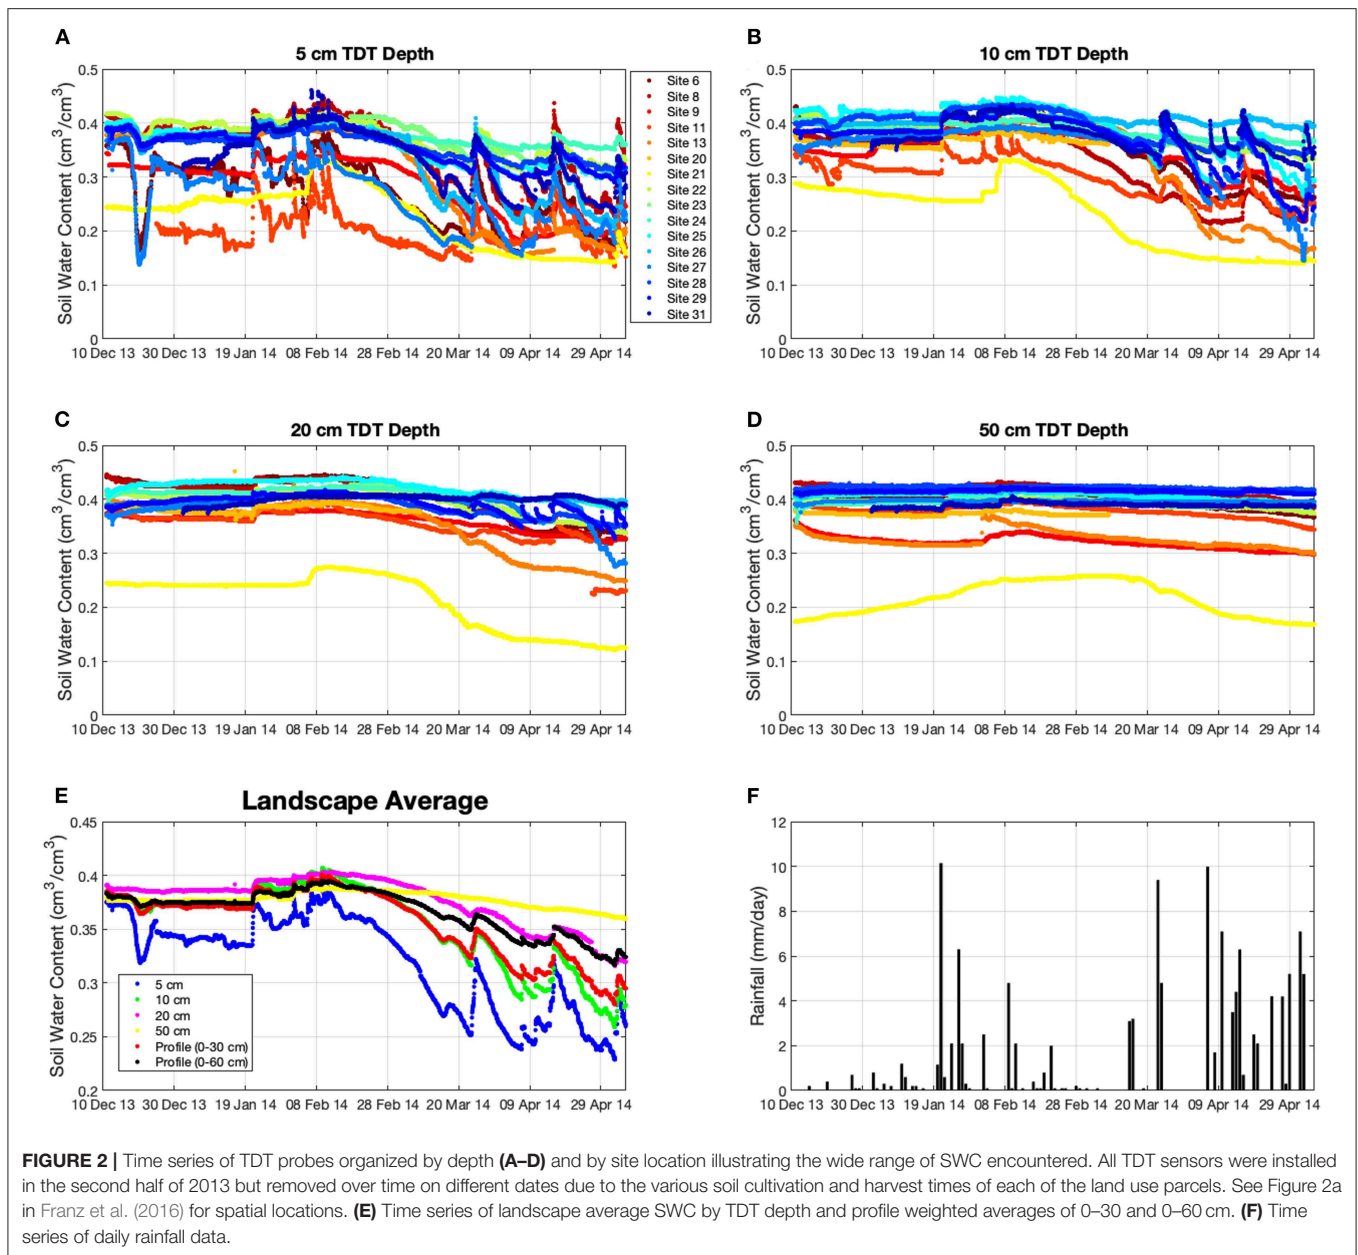 A
5 cm TDT Depth
Soil Water Content (cm³/cm³)
0.5
0.4
0.3
0.2
0.1
0
10 Dec 13 30 Dec 13 19 Jan 14 08 Feb 14 28 Feb 14 20 Mar 14 09 Apr 14 29 Apr 14
Site 6
Site 8
Site 9
Site 11
Site 13
Site 20
Site 21
Site 22
Site 23
Site 24
Site 25
Site 26
Site 27
Site 28
Site 29
Site 31
B
10 cm TDT Depth
Soil Water Content (cm³/cm³)
0.5
0.4
0.3
0.2
0.1
0
10 Dec 13 30 Dec 13 19 Jan 14 08 Feb 14 28 Feb 14 20 Mar 14 09 Apr 14 29 Apr 14
C
20 cm TDT Depth
Soil Water Content (cm³/cm³)
0.5
0.4
0.3
0.2
0.1
0
10 Dec 13 30 Dec 13 19 Jan 14 08 Feb 14 28 Feb 14 20 Mar 14 09 Apr 14 29 Apr 14
D
50 cm TDT Depth
Soil Water Content (cm³/cm³)
0.5
0.4
0.3
0.2
0.1
0
10 Dec 13 30 Dec 13 19 Jan 14 08 Feb 14 28 Feb 14 20 Mar 14 09 Apr 14 29 Apr 14
E
Landscape Average
Soil Water Content (cm³/cm³)
0.45
0.4
0.35
0.3
0.25
0.2
5 cm
10 cm
20 cm
50 cm
Profile (0-30 cm)
Profile (0-60 cm)
10 Dec 13 30 Dec 13 19 Jan 14 08 Feb 14 28 Feb 14 20 Mar 14 09 Apr 14 29 Apr 14
F
Rainfall (mm/day)
12
10
8
6
4
2
0
10 Dec 13 30 Dec 13 19 Jan 14 08 Feb 14 28 Feb 14 20 Mar 14 09 Apr 14 29 Apr 14
FIGURE 2 | Time series of TDT probes organized by depth (A–D) and by site location illustrating the wide range of SWC encountered. All TDT sensors were installed
in the second half of 2013 but removed over time on different dates due to the various soil cultivation and harvest times of each of the land use parcels. See Figure 2a
in Franz et al. (2016) for spatial locations. (E) Time series of landscape average SWC by TDT depth and profile weighted averages of 0–30 and 0–60 cm. (F) Time
series of daily rainfall data.